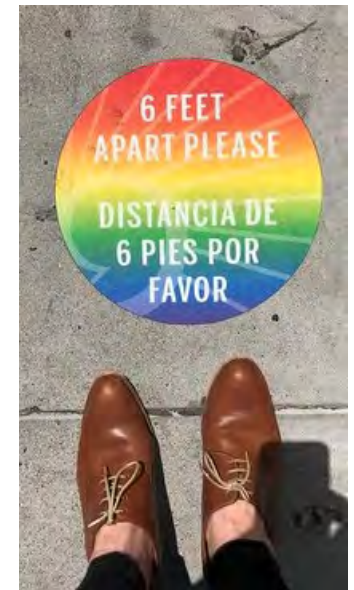 6 FEET
APART PLEASE
DISTANCIA DE
6 PIES POR
FAVOR